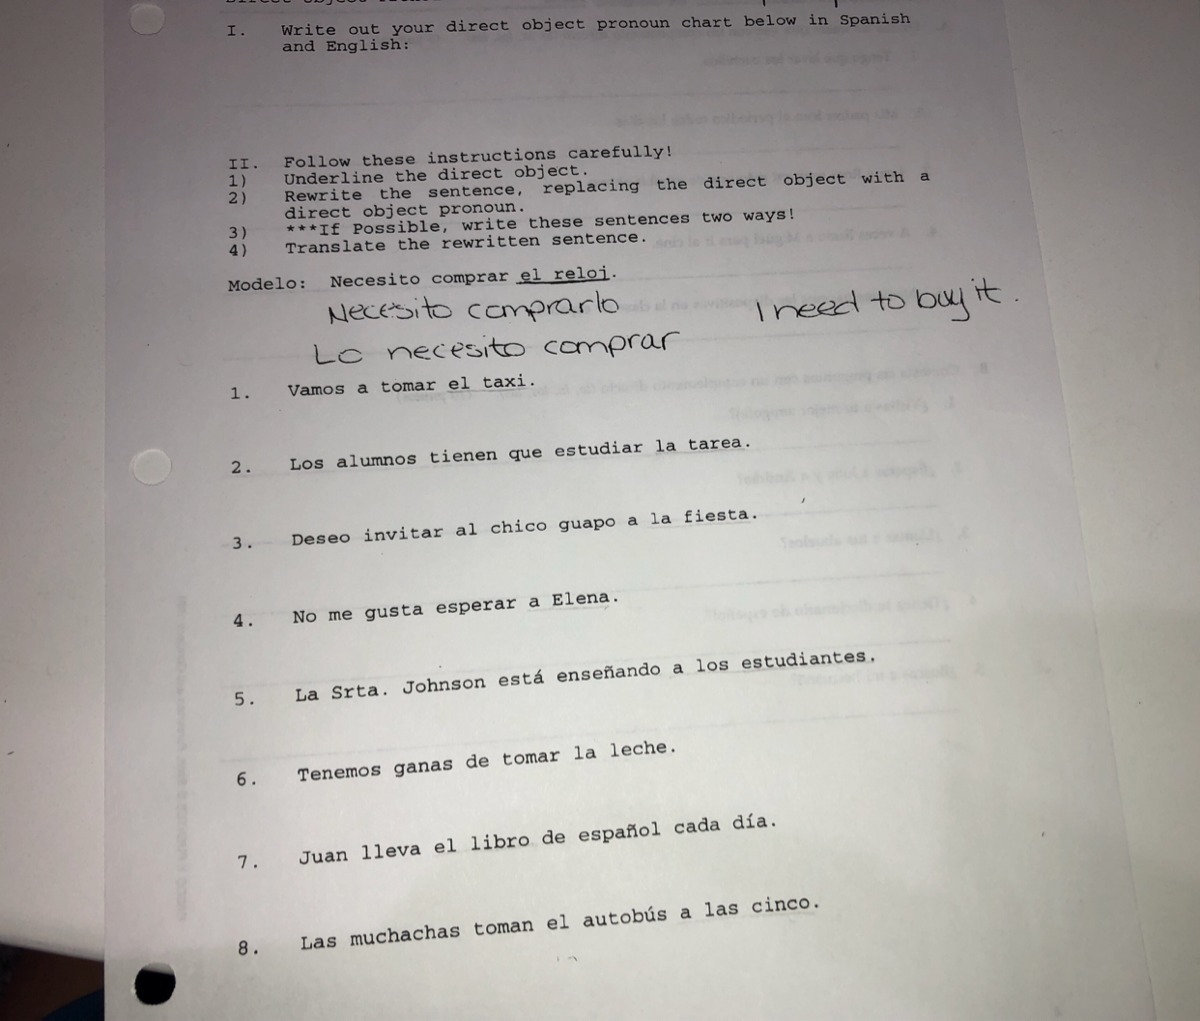 I. Write out your direct object pronoun chart below in Spanish
and English:
II. Follow these instructions carefully!
1) Underline the direct object.
2) Rewrite the sentence, replacing the direct object with a
direct object pronoun.
3) ***If Possible, write these sentences two ways!
4) Translate the rewritten sentence.
Modelo: Necesito comprar el reloj.
Necesito comprarlo I need to buy it.
Lo necesito comprar
1. Vamos a tomar el taxi.
2. Los alumnos tienen que estudiar la tarea.
3. Deseo invitar al chico guapo a la fiesta.
4. No me gusta esperar a Elena.
5. La Srta. Johnson está enseñando a los estudiantes.
6. Tenemos ganas de tomar la leche.
7. Juan lleva el libro de español cada día.
8. Las muchachas toman el autobús a las cinco.